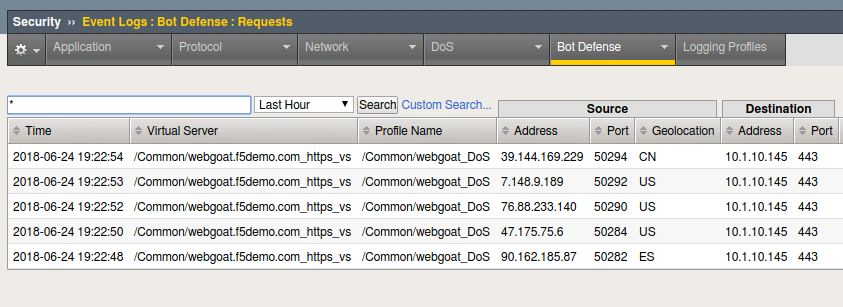 Security ›› Event Logs : Bot Defense : Requests
Application Protocol Network DoS Bot Defense Logging Profiles
* Last Hour Search Custom Search... Source Destination
Time Virtual Server Profile Name Address Port Geolocation Address Port
2018-06-24 19:22:54 /Common/webgoat.f5demo.com_https_vs /Common/webgoat_DoS 39.144.169.229 50294 CN 10.1.10.145 443
2018-06-24 19:22:53 /Common/webgoat.f5demo.com_https_vs /Common/webgoat_DoS 7.148.9.189 50292 US 10.1.10.145 443
2018-06-24 19:22:52 /Common/webgoat.f5demo.com_https_vs /Common/webgoat_DoS 76.88.233.140 50290 US 10.1.10.145 443
2018-06-24 19:22:50 /Common/webgoat.f5demo.com_https_vs /Common/webgoat_DoS 47.175.75.6 50284 US 10.1.10.145 443
2018-06-24 19:22:48 /Common/webgoat.f5demo.com_https_vs /Common/webgoat_DoS 90.162.185.87 50282 ES 10.1.10.145 443